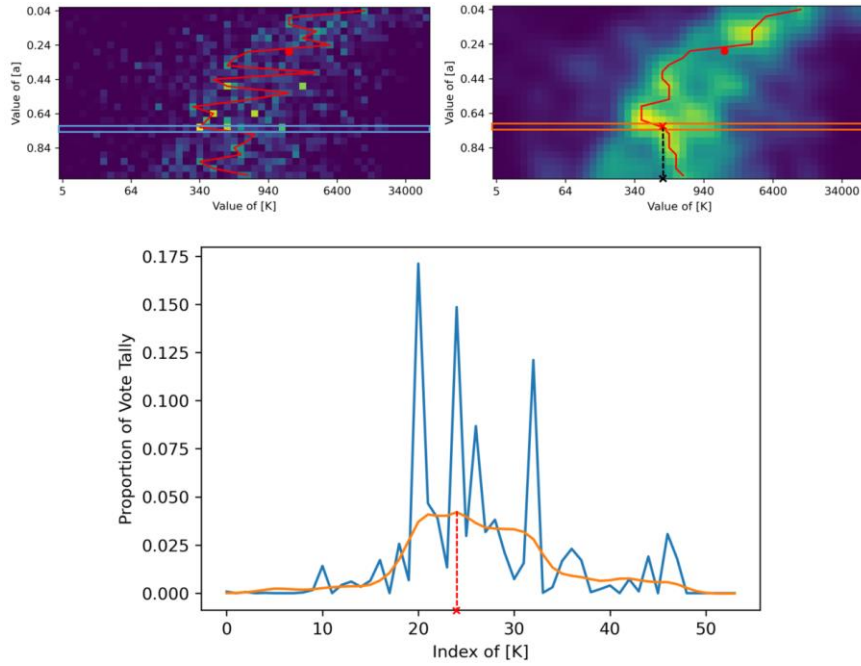 0.04
0.24
0.44
0.64
0.84
Value of [a]
5 64 340 940 6400 34000
Value of [K]
0.04
0.24
0.44
0.64
0.84
Value of [a]
5 64 340 940 6400 34000
Value of [K]
0.175
0.150
0.125
0.100
0.075
0.050
0.025
0.000
Proportion of Vote Tally
0 10 20 30 40 50
Index of [K]